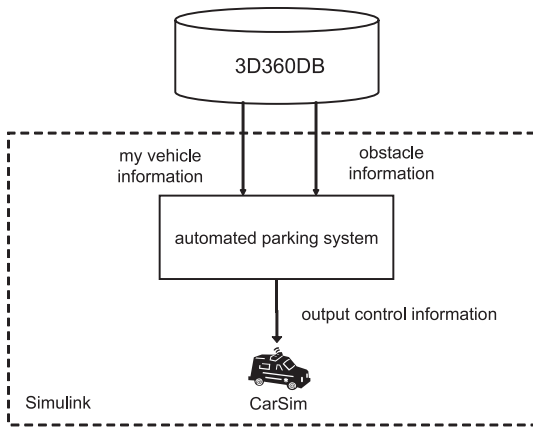 3D360DB
my vehicle
information
obstacle
information
automated parking system
output control information
Simulink
CarSim